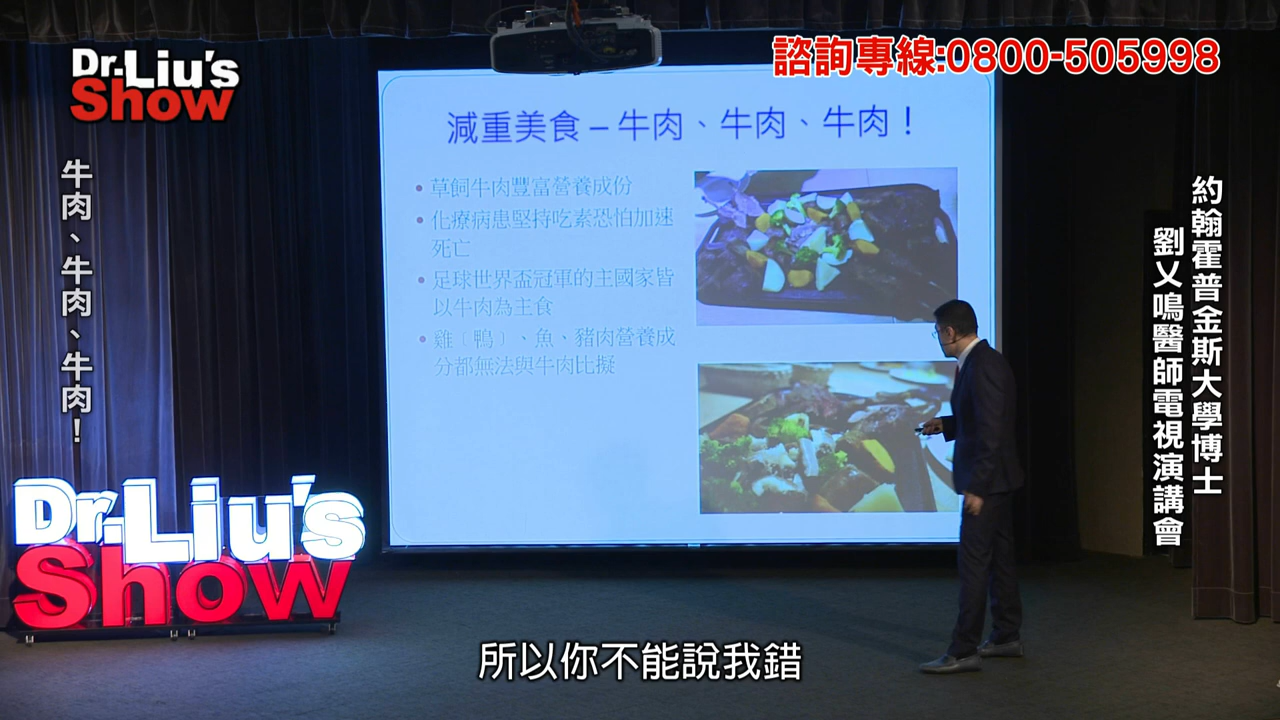 Dr.Liu's
Show
諮詢專線:0800-505998
牛肉、牛肉、牛肉！
減重美食–牛肉、牛肉、牛肉！
• 草飼牛肉豐富營養成份
• 化療病患堅持吃素恐怕加速
死亡
• 足球世界盃冠軍的主國家皆
以牛肉為主食
• 雞﹝鴨﹞、魚、豬肉營養成
分都無法與牛肉比擬
約翰霍普金斯大學博士
劉乂鳴醫師電視演講會
Dr.Liu's
Show
所以你不能說我錯